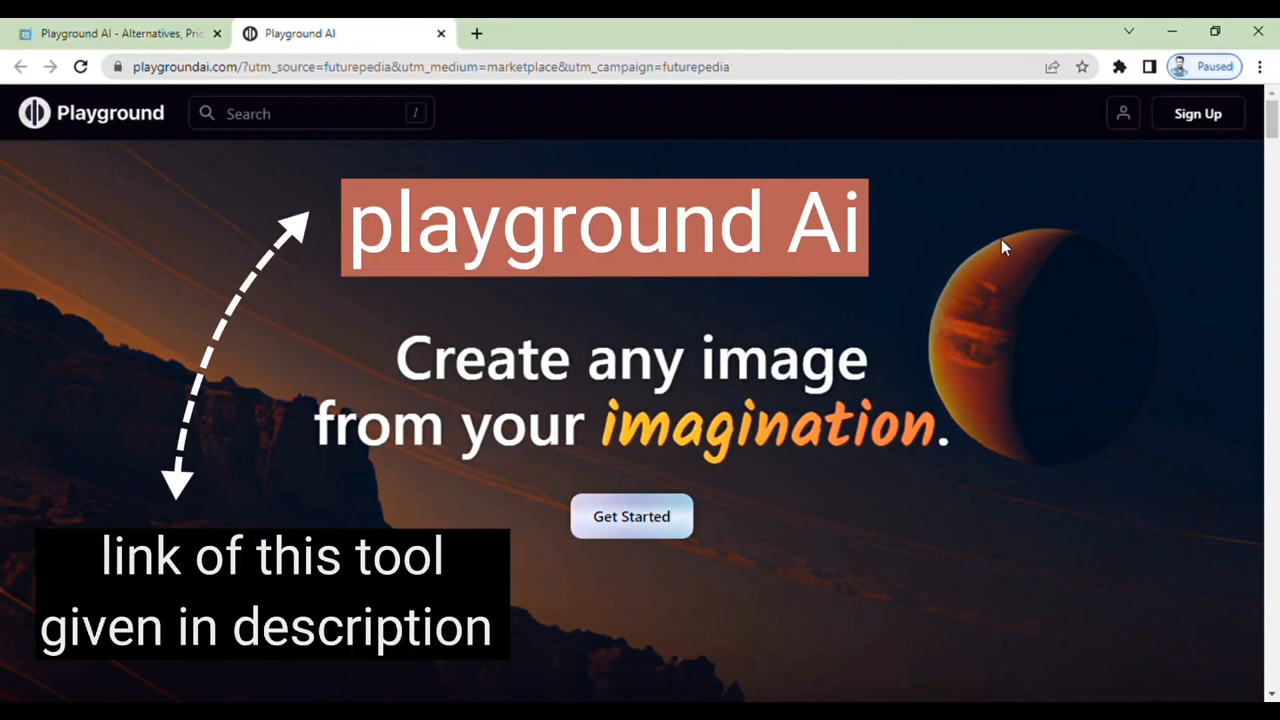 Playground AI - Alternatives, Pric
Playground AI
playgroundai.com/?utm_source=futurepedia&utm_medium=marketplace&utm_campaign=futurepedia
Paused
Playground
Search
/
Sign Up
playground Ai
Create any image
from your imagination.
Get Started
link of this tool
given in description